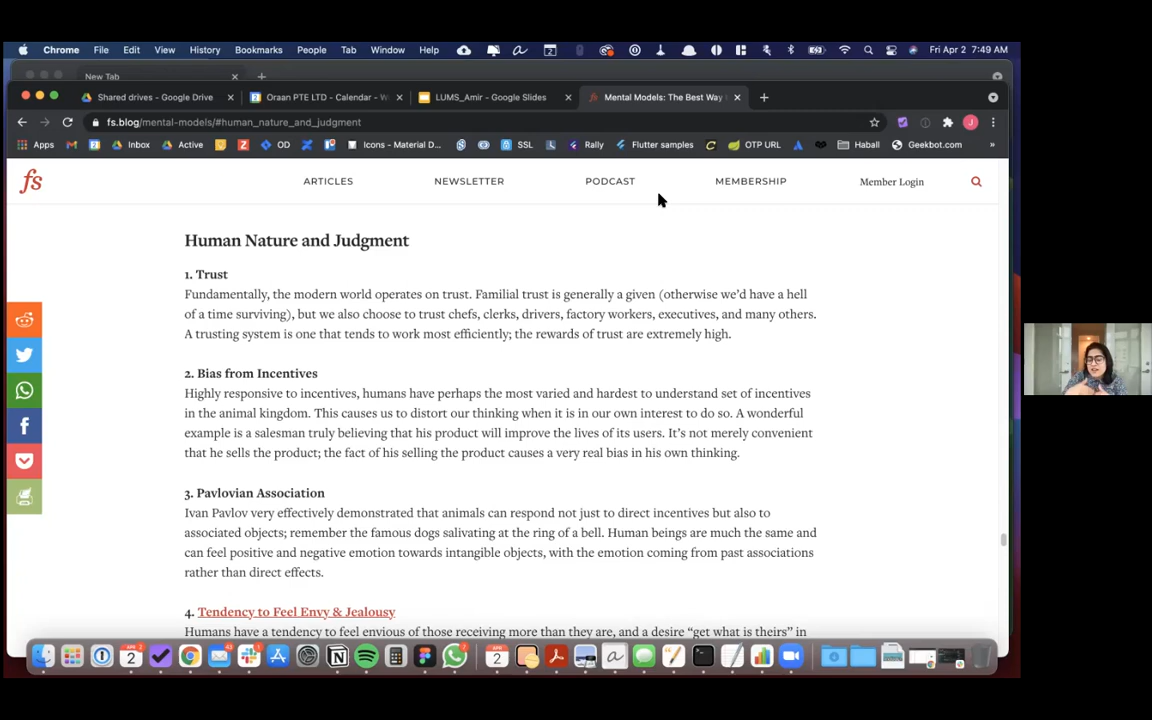 Chrome File Edit View History Bookmarks People Tab Window Help
2
Fri Apr 2 7:49 AM
New Tab
Shared drives - Google Drive
Oraan PTE LTD - Calendar - W
LUMS_Amir - Google Slides
Mental Models: The Best Way
fs.blog/mental-models/#human_nature_and_judgment
J
Apps
Inbox
Active
OD
Icons - Material D...
SSL
Rally
Flutter samples
OTP URL
Haball
Geekbot.com
»
fs
ARTICLES
NEWSLETTER
PODCAST
MEMBERSHIP
Member Login
Human Nature and Judgment
1. Trust
Fundamentally, the modern world operates on trust. Familial trust is generally a given (otherwise we’d have a hell
of a time surviving), but we also choose to trust chefs, clerks, drivers, factory workers, executives, and many others.
A trusting system is one that tends to work most efficiently; the rewards of trust are extremely high.
2. Bias from Incentives
Highly responsive to incentives, humans have perhaps the most varied and hardest to understand set of incentives
in the animal kingdom. This causes us to distort our thinking when it is in our own interest to do so. A wonderful
example is a salesman truly believing that his product will improve the lives of its users. It’s not merely convenient
that he sells the product; the fact of his selling the product causes a very real bias in his own thinking.
3. Pavlovian Association
Ivan Pavlov very effectively demonstrated that animals can respond not just to direct incentives but also to
associated objects; remember the famous dogs salivating at the ring of a bell. Human beings are much the same and
can feel positive and negative emotion towards intangible objects, with the emotion coming from past associations
rather than direct effects.
4. Tendency to Feel Envy & Jealousy
Humans have a tendency to feel envious of those receiving more than they are, and a desire “get what is theirs” in
2
2